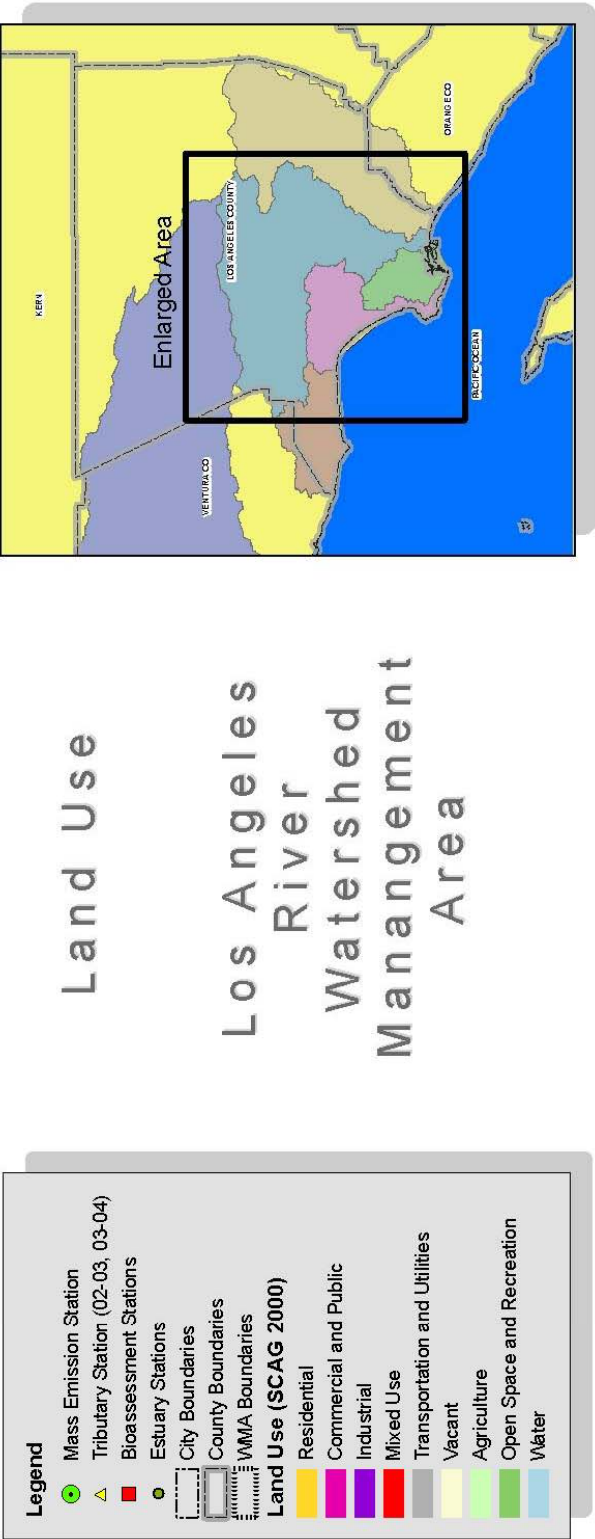 Legend
Mass Emission Station
Tributary Station (02-03, 03-04)
Bioassessment Stations
Estuary Stations
City Boundaries
County Boundaries
WMA Boundaries
Land Use (SCAG 2000)
Residential
Commercial and Public
Industrial
Mixed Use
Transportation and Utilities
Vacant
Agriculture
Open Space and Recreation
Water
Land Use
Los Angeles
River
Watershed
Manangement
Area
KERN
Enlarged Area
LOS ANGELES COUNTY
VENTURA CO
ORANGE CO
PACIFIC OCEAN